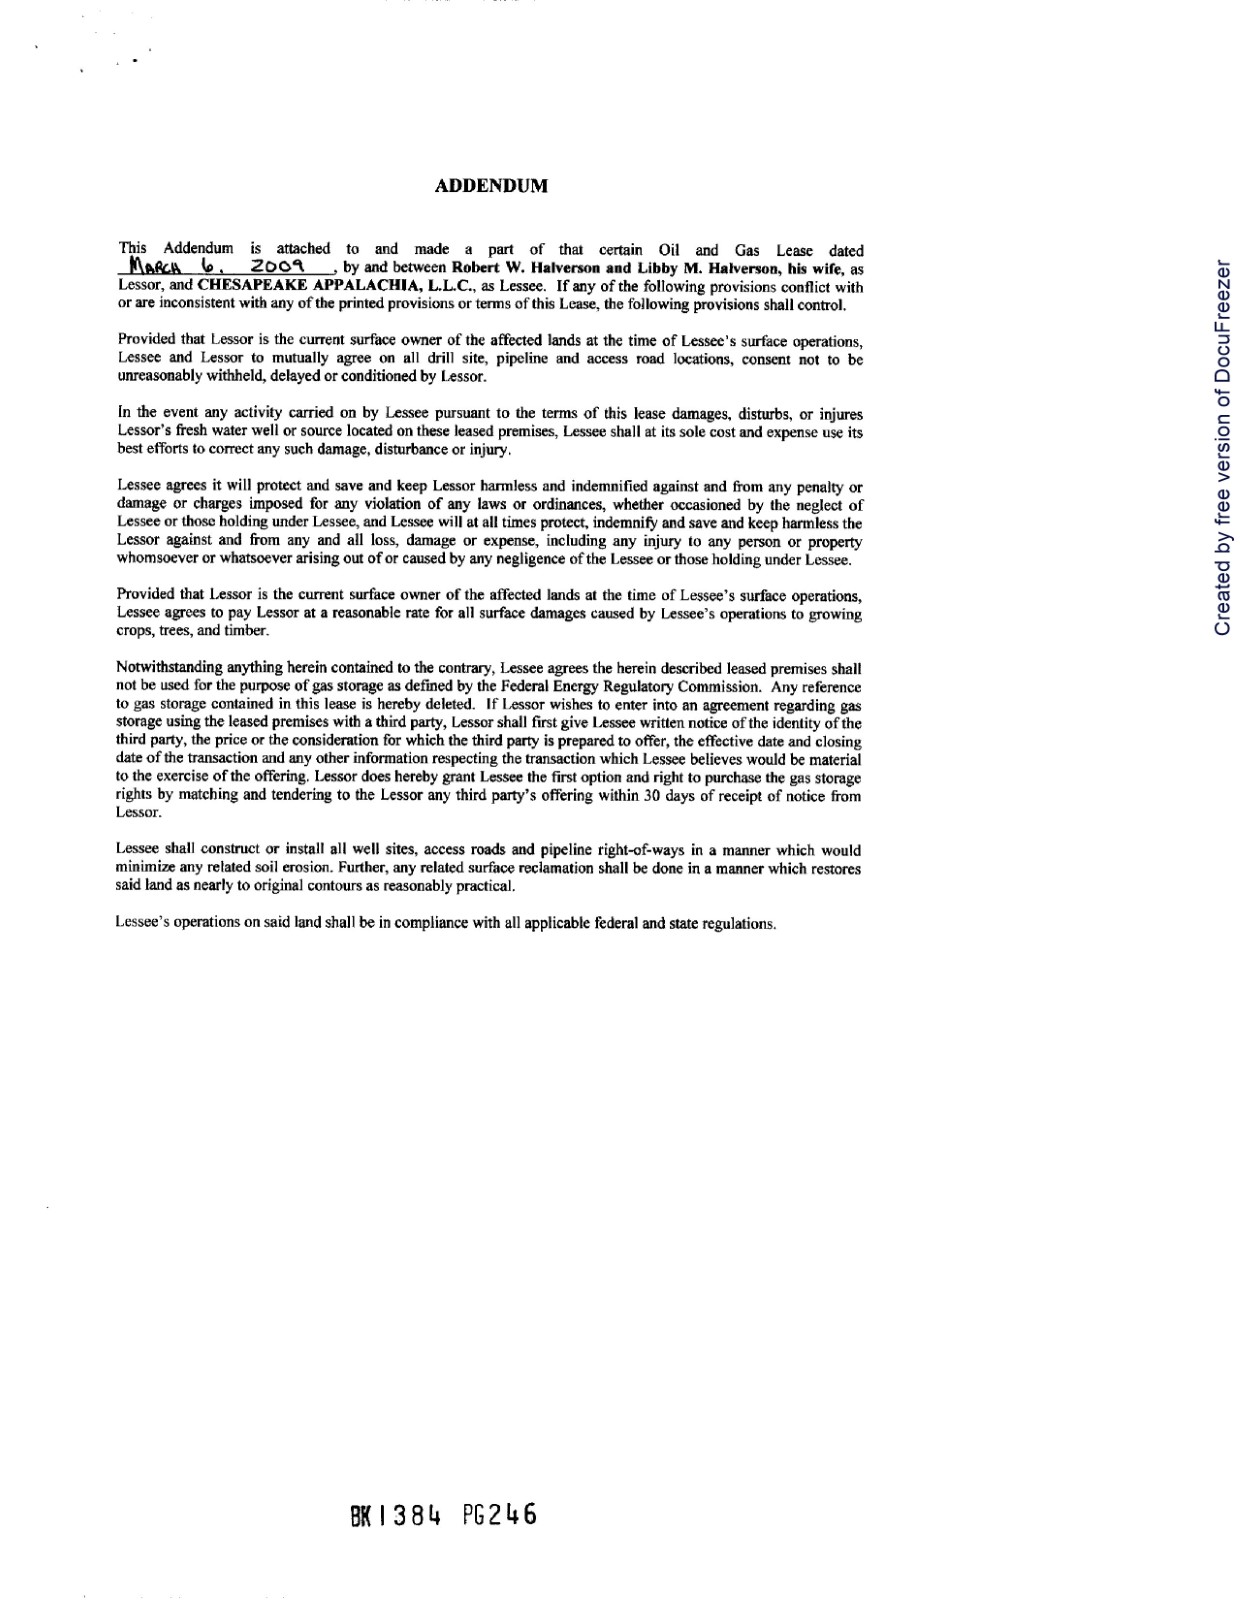 ADDENDUM
This Addendum is attached to and made a part of that certain Oil and Gas Lease dated
MARCH 6, 2009, by and between Robert W. Halverson and Libby M. Halverson, his wife, as
Lessor, and CHESAPEAKE APPALACHIA, L.L.C., as Lessee. If any of the following provisions conflict with
or are inconsistent with any of the printed provisions or terms of this Lease, the following provisions shall control.
Provided that Lessor is the current surface owner of the affected lands at the time of Lessee's surface operations,
Lessee and Lessor to mutually agree on all drill site, pipeline and access road locations, consent not to be
unreasonably withheld, delayed or conditioned by Lessor.
In the event any activity carried on by Lessee pursuant to the terms of this lease damages, disturbs, or injures
Lessor's fresh water well or source located on these leased premises, Lessee shall at its sole cost and expense use its
best efforts to correct any such damage, disturbance or injury.
Lessee agrees it will protect and save and keep Lessor harmless and indemnified against and from any penalty or
damage or charges imposed for any violation of any laws or ordinances, whether occasioned by the neglect of
Lessee or those holding under Lessee, and Lessee will at all times protect, indemnify and save and keep harmless the
Lessor against and from any and all loss, damage or expense, including any injury to any person or property
whomsoever or whatsoever arising out of or caused by any negligence of the Lessee or those holding under Lessee.
Provided that Lessor is the current surface owner of the affected lands at the time of Lessee's surface operations,
Lessee agrees to pay Lessor at a reasonable rate for all surface damages caused by Lessee's operations to growing
crops, trees, and timber.
Notwithstanding anything herein contained to the contrary, Lessee agrees the herein described leased premises shall
not be used for the purpose of gas storage as defined by the Federal Energy Regulatory Commission. Any reference
to gas storage contained in this lease is hereby deleted. If Lessor wishes to enter into an agreement regarding gas
storage using the leased premises with a third party, Lessor shall first give Lessee written notice of the identity of the
third party, the price or the consideration for which the third party is prepared to offer, the effective date and closing
date of the transaction and any other information respecting the transaction which Lessee believes would be material
to the exercise of the offering. Lessor does hereby grant Lessee the first option and right to purchase the gas storage
rights by matching and tendering to the Lessor any third party's offering within 30 days of receipt of notice from
Lessor.
Lessee shall construct or install all well sites, access roads and pipeline right-of-ways in a manner which would
minimize any related soil erosion. Further, any related surface reclamation shall be done in a manner which restores
said land as nearly to original contours as reasonably practical.
Lessee's operations on said land shall be in compliance with all applicable federal and state regulations.
BK1384 PG246
Created by free version of DocuFreezer